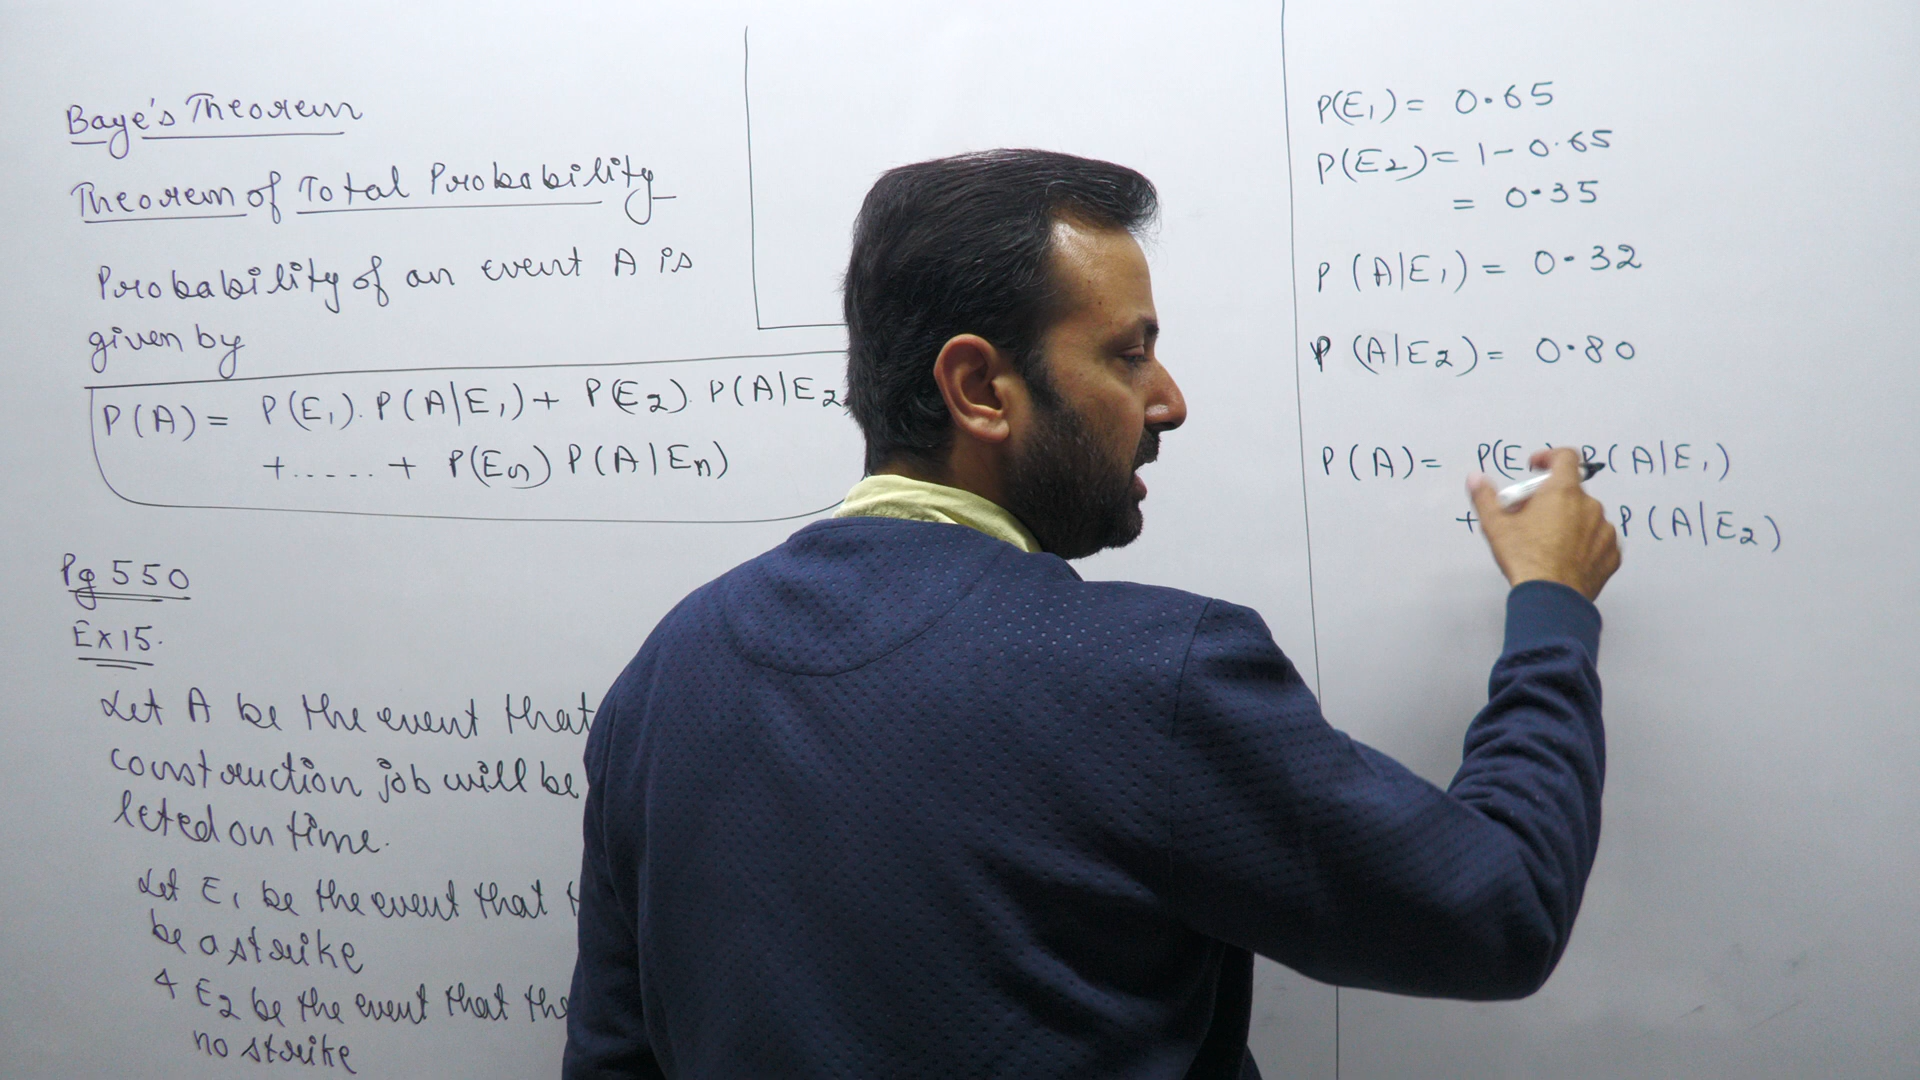 Baye's Theorem
Theorem of Total Probability
Probability of an event A is
given by
P(A) = P(E₁). P(A|E₁) + P(E₂). P(A|E₂
+ ..... + P(Eₙ) P(A|Eₙ)
Pg 550
Ex 15.
Let A be the event that
construction job will be
leted on time.
Let E₁ be the event that
be a strike
& E₂ be the event that the
no strike
P(E₁) = 0.65
P(E₂) = 1 - 0.65
= 0.35
P (A|E₁) = 0.32
P (A|E₂) = 0.80
P(A) = P(E P(A|E₁)
+ P(A|E₂)